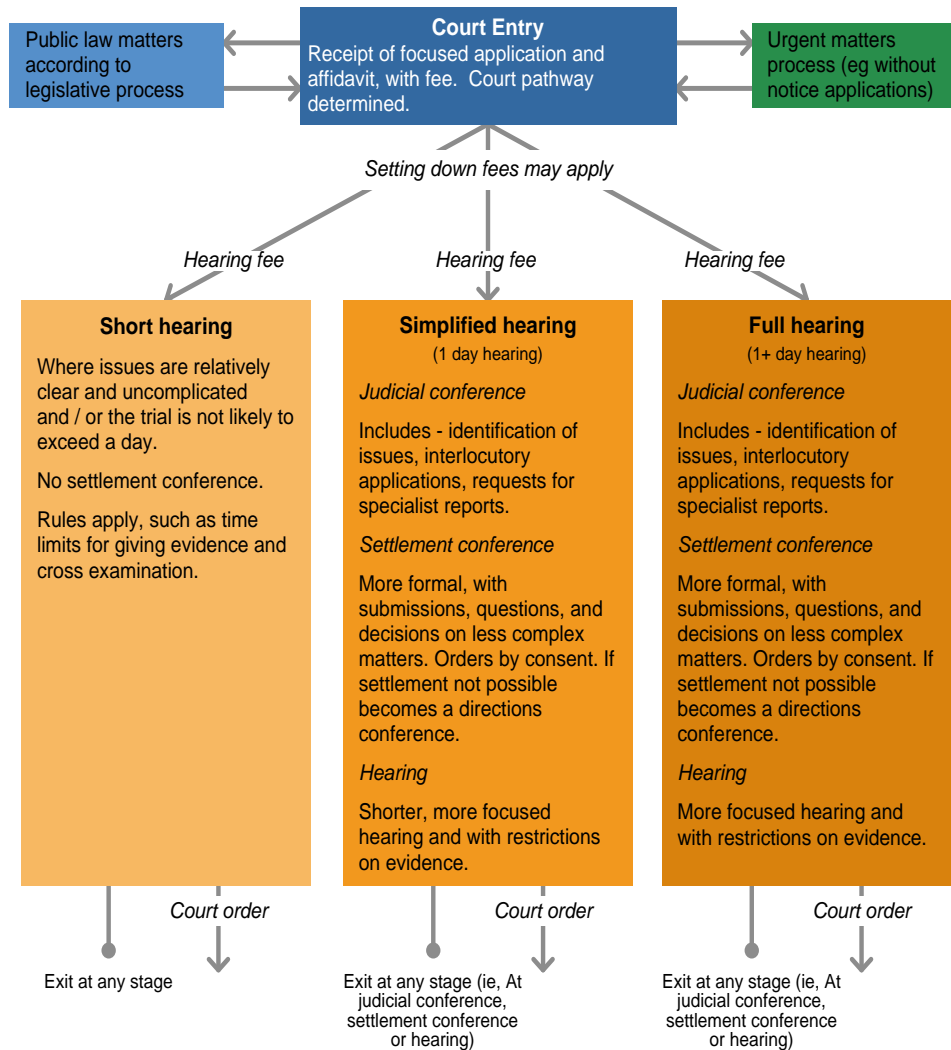 Public law matters
according to
legislative process
Court Entry
Receipt of focused application and
affidavit, with fee.  Court pathway
determined.
Urgent matters
process (eg without
notice applications)
Setting down fees may apply
Hearing fee
Hearing fee
Hearing fee
Short hearing
Where issues are relatively
clear and uncomplicated
and / or the trial is not likely to
exceed a day.
No settlement conference.
Rules apply, such as time
limits for giving evidence and
cross examination.
Simplified hearing
(1 day hearing)
Judicial conference
Includes - identification of
issues, interlocutory
applications, requests for
specialist reports.
Settlement conference
More formal, with
submissions, questions, and
decisions on less complex
matters. Orders by consent. If
settlement not possible
becomes a directions
conference.
Hearing
Shorter, more focused
hearing and with restrictions
on evidence.
Full hearing
(1+ day hearing)
Judicial conference
Includes - identification of
issues, interlocutory
applications, requests for
specialist reports.
Settlement conference
More formal, with
submissions, questions, and
decisions on less complex
matters. Orders by consent. If
settlement not possible
becomes a directions
conference.
Hearing
More focused hearing and
with restrictions on evidence.
Court order
Court order
Court order
Exit at any stage
Exit at any stage (ie, At
judicial conference,
settlement conference
or hearing)
Exit at any stage (ie, At
judicial conference,
settlement conference
or hearing)